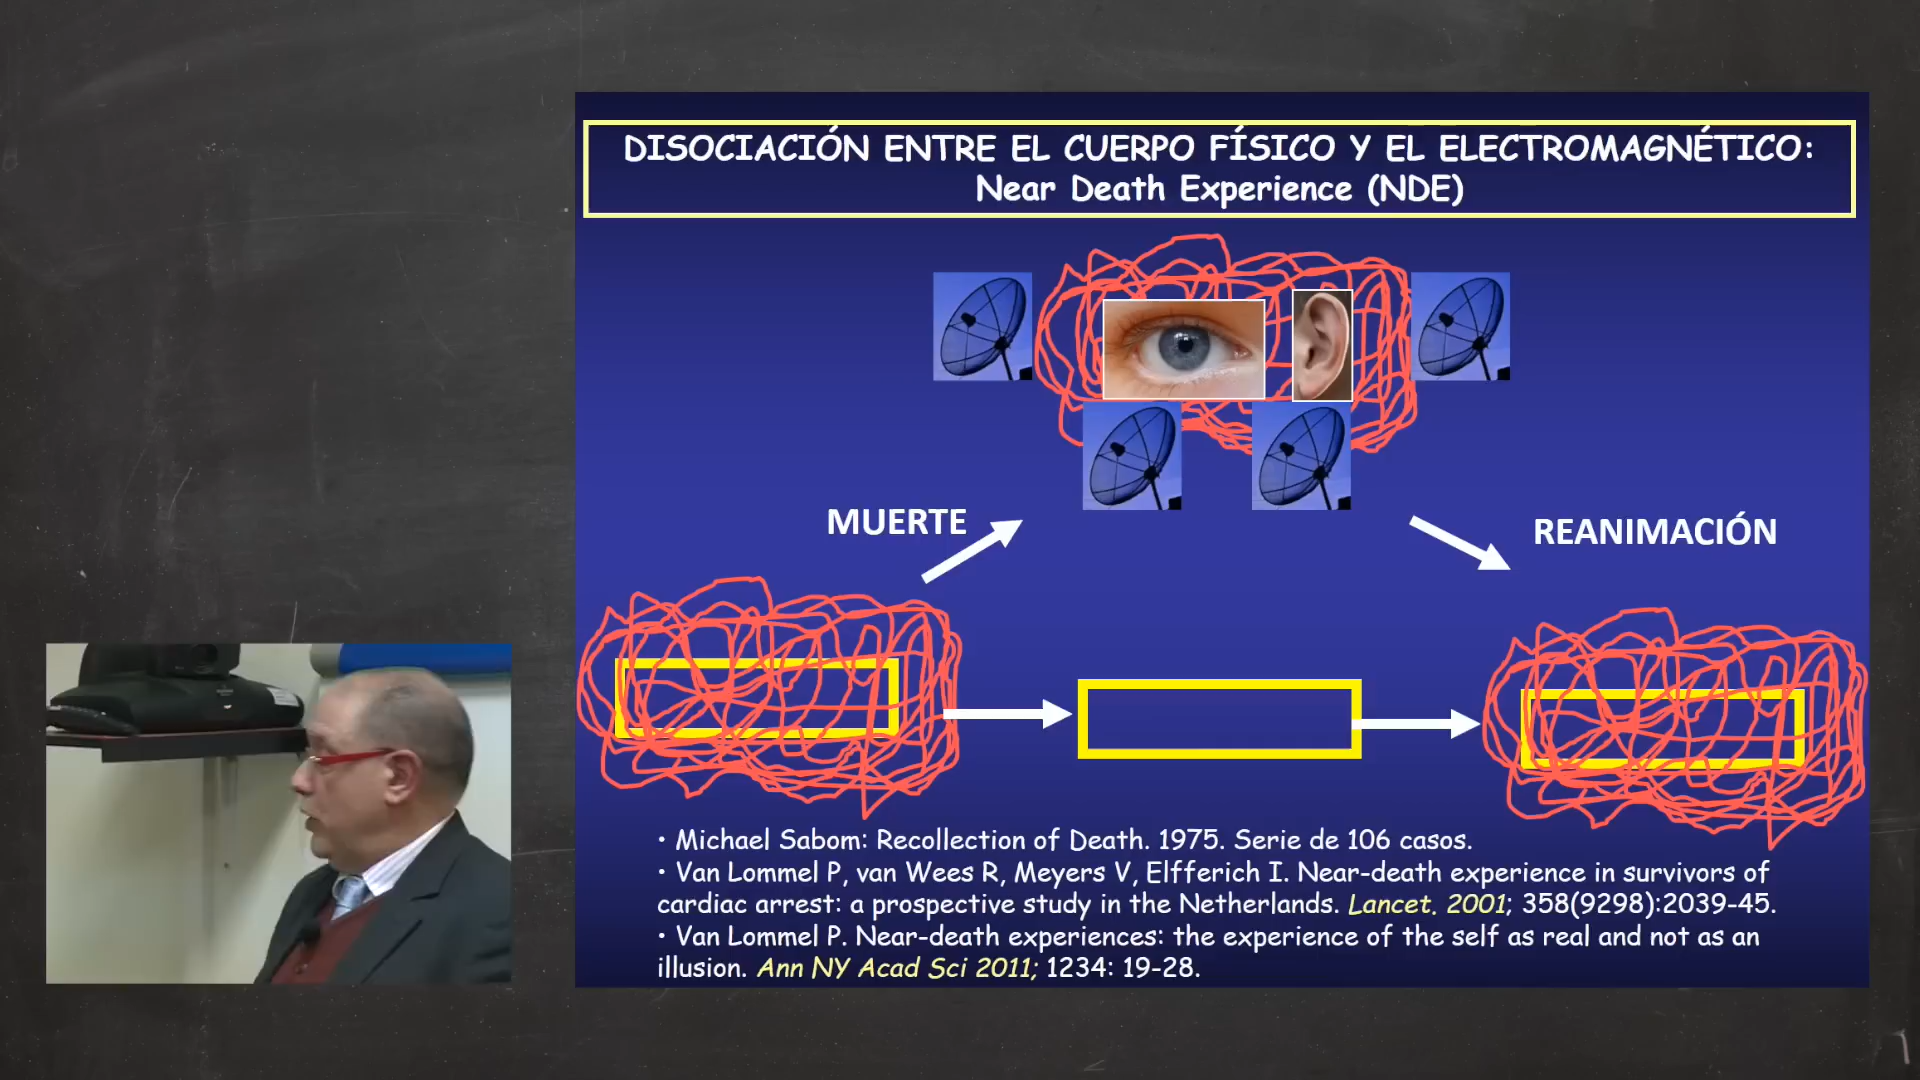 DISOCIACIÓN ENTRE EL CUERPO FÍSICO Y EL ELECTROMAGNÉTICO:
Near Death Experience (NDE)
MUERTE
REANIMACIÓN
• Michael Sabom: Recollection of Death. 1975. Serie de 106 casos.
• Van Lommel P, van Wees R, Meyers V, Elfferich I. Near-death experience in survivors of
cardiac arrest: a prospective study in the Netherlands. Lancet. 2001; 358(9298):2039-45.
• Van Lommel P. Near-death experiences: the experience of the self as real and not as an
illusion. Ann NY Acad Sci 2011; 1234: 19-28.